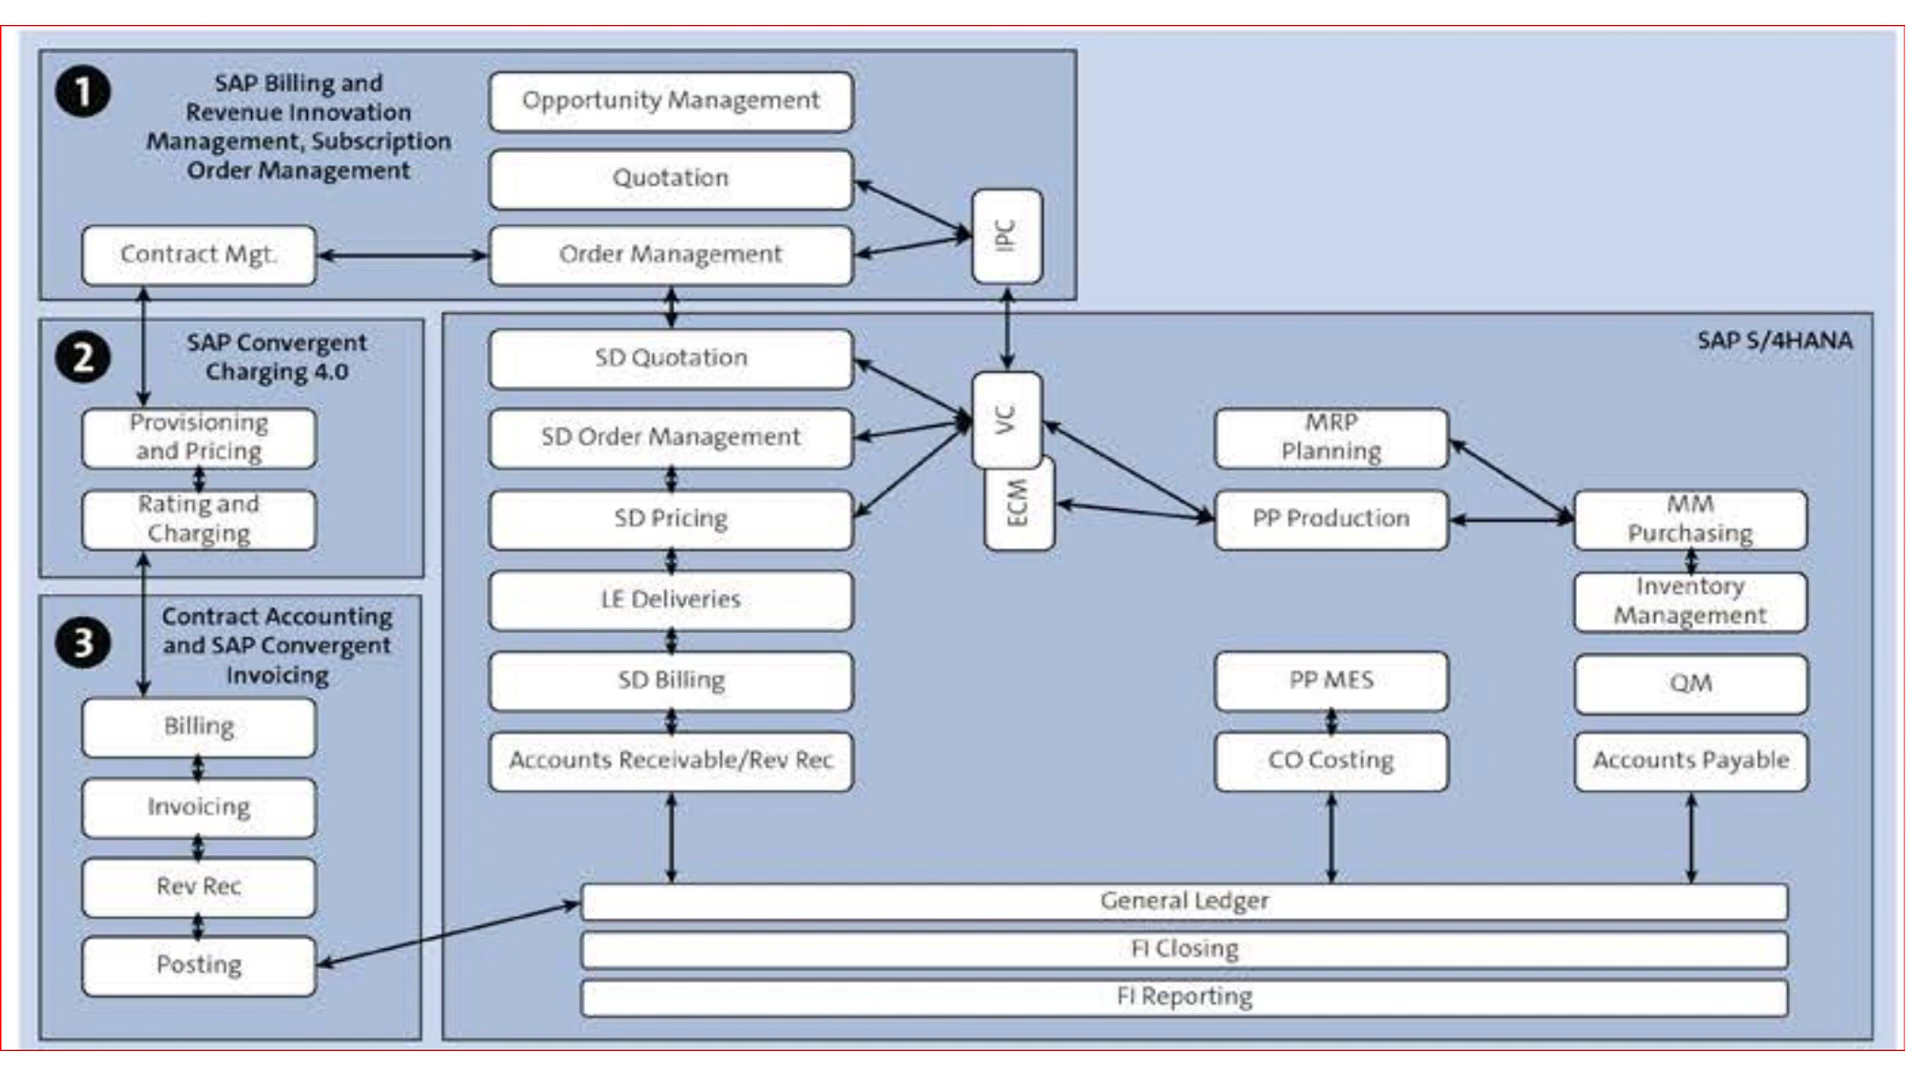 1
SAP Billing and
Revenue Innovation
Management, Subscription
Order Management
Opportunity Management
Quotation
Contract Mgt.
Order Management
IPC
2
SAP Convergent
Charging 4.0
Provisioning
and Pricing
Rating and
Charging
3
Contract Accounting
and SAP Convergent
Invoicing
Billing
Invoicing
Rev Rec
Posting
SAP S/4HANA
SD Quotation
SD Order Management
SD Pricing
LE Deliveries
SD Billing
Accounts Receivable/Rev Rec
VC
ECM
MRP
Planning
PP Production
PP MES
CO Costing
MM
Purchasing
Inventory
Management
QM
Accounts Payable
General Ledger
FI Closing
FI Reporting